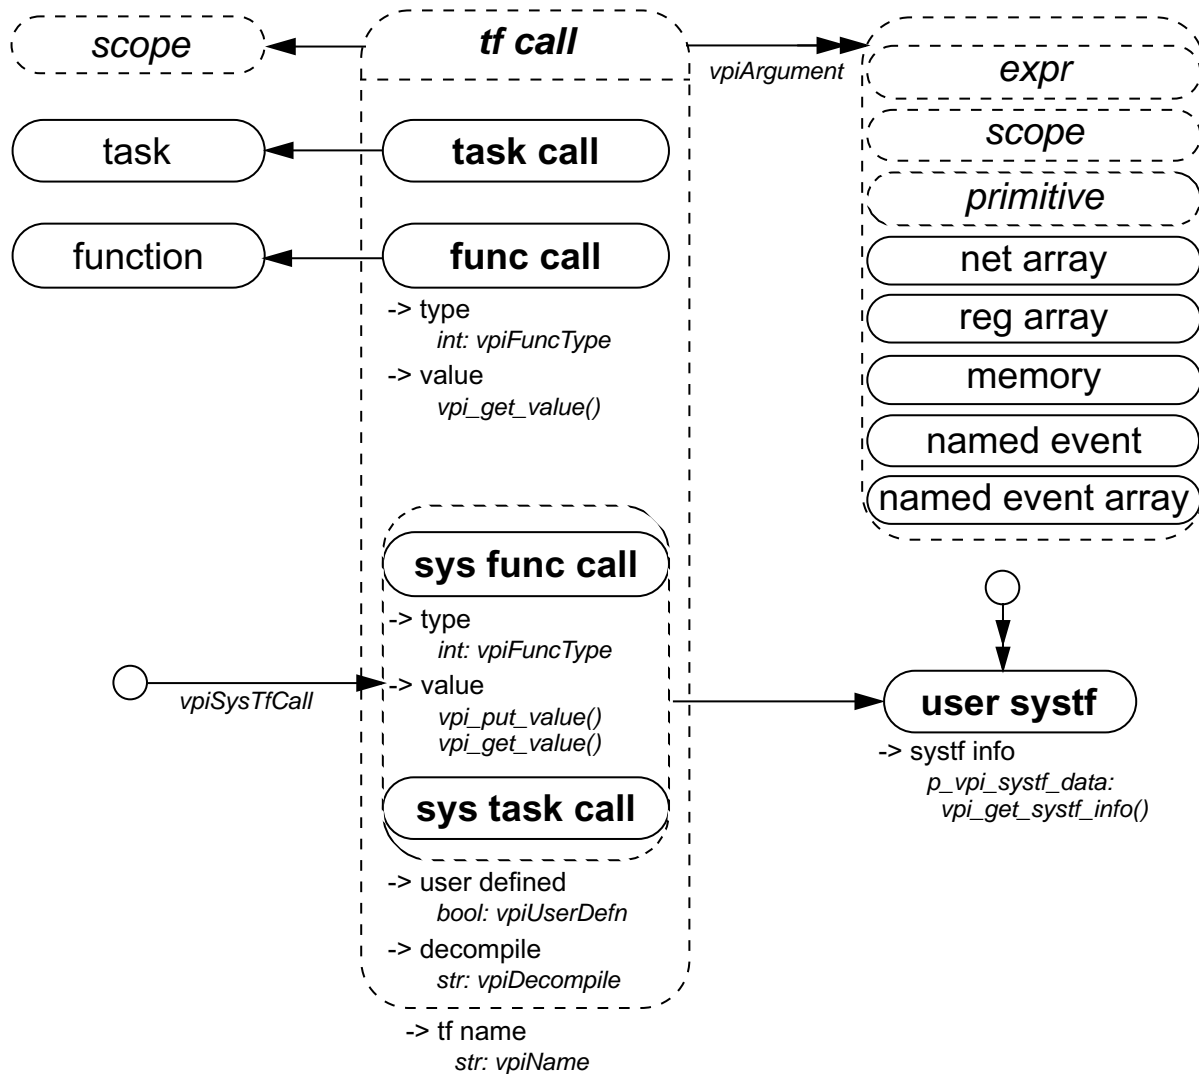 scope
tf call
vpiArgument
expr
scope
primitive
net array
reg array
memory
named event
named event array
task
task call
function
func call
-> type
int: vpiFuncType
-> value
vpi_get_value()
sys func call
-> type
int: vpiFuncType
vpiSysTfCall
-> value
vpi_put_value()
vpi_get_value()
sys task call
-> user defined
bool: vpiUserDefn
-> decompile
str: vpiDecompile
-> tf name
str: vpiName
user systf
-> systf info
p_vpi_systf_data:
vpi_get_systf_info()